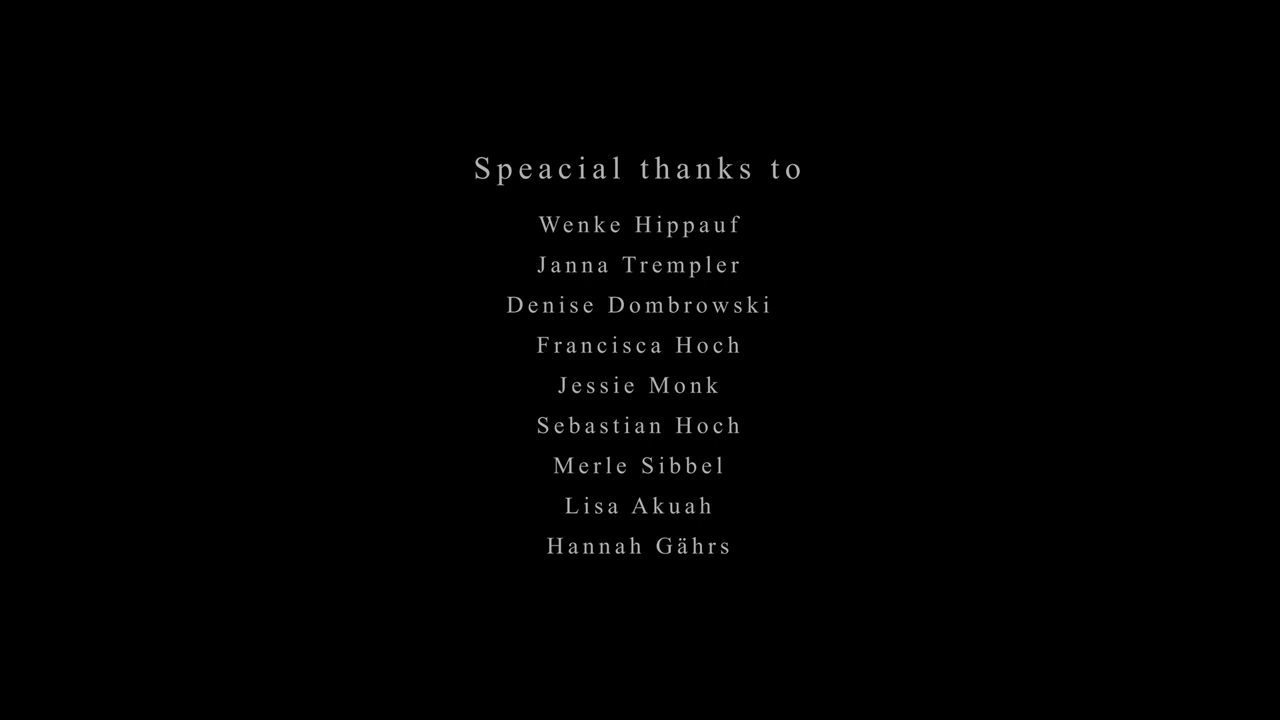 Speacial thanks to
Wenke Hippauf
Janna Trempler
Denise Dombrowski
Francisca Hoch
Jessie Monk
Sebastian Hoch
Merle Sibbel
Lisa Akuah
Hannah Gährs